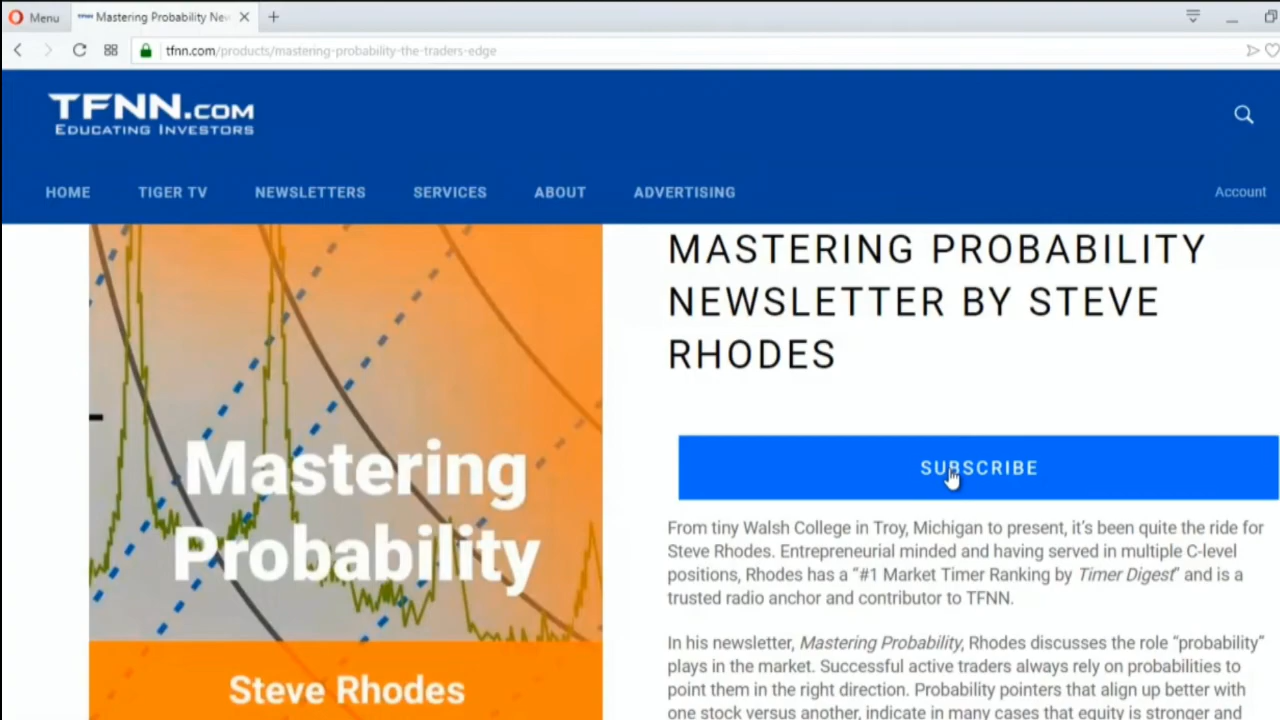 Menu
Mastering Probability New
tfnn.com/products/mastering-probability-the-traders-edge
TFNN.COM
EDUCATING INVESTORS
HOME TIGER TV NEWSLETTERS SERVICES ABOUT ADVERTISING Account
Mastering
Probability
Steve Rhodes
MASTERING PROBABILITY
NEWSLETTER BY STEVE
RHODES
SUBSCRIBE
From tiny Walsh College in Troy, Michigan to present, it's been quite the ride for
Steve Rhodes. Entrepreneurial minded and having served in multiple C-level
positions, Rhodes has a “#1 Market Timer Ranking by Timer Digest” and is a
trusted radio anchor and contributor to TFNN.
In his newsletter, Mastering Probability, Rhodes discusses the role “probability”
plays in the market. Successful active traders always rely on probabilities to
point them in the right direction. Probability pointers that align up better with
one stock versus another, indicate in many cases that equity is stronger and